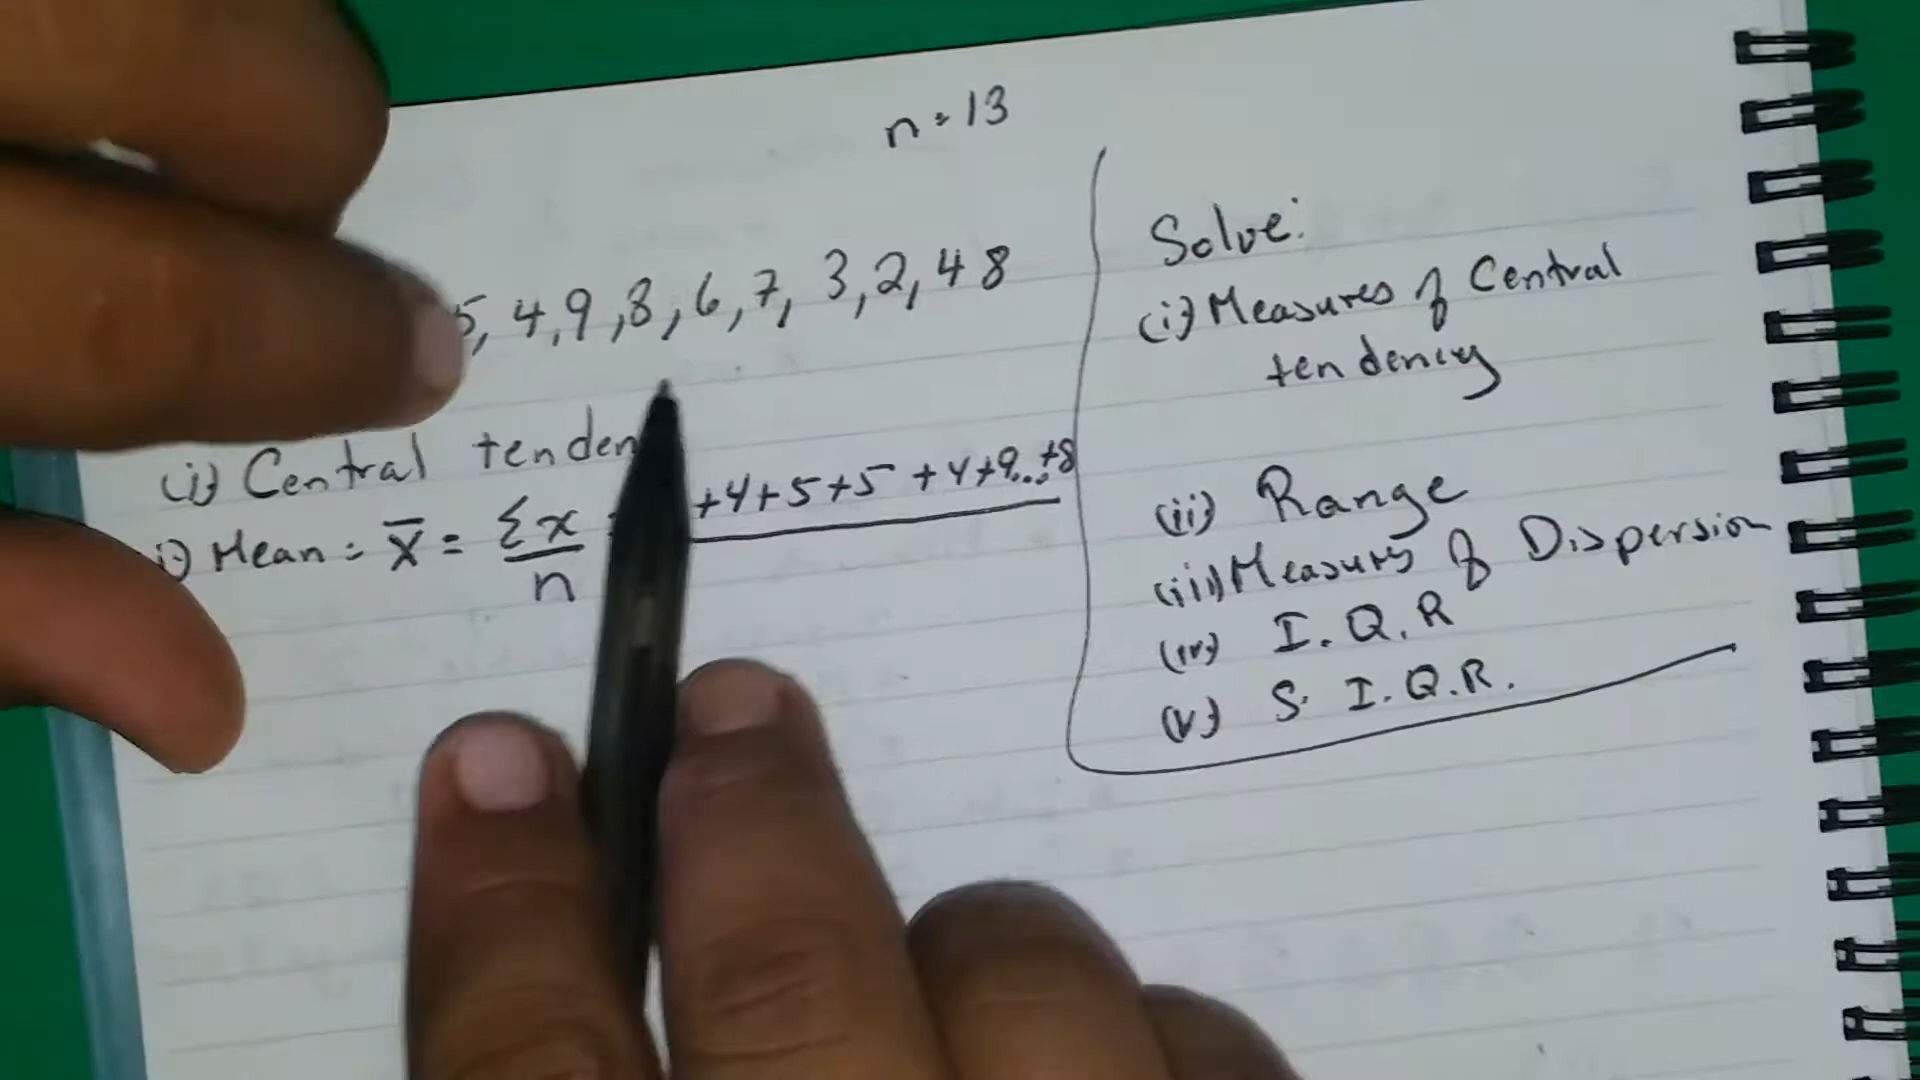 n = 13
5, 4, 9, 8, 6, 7, 3, 2, 4 8
(i) Central tenden
i) Mean = x̄ = Σx/n +4+5+5+4+9...+8
Solve:
(i) Measures of Central
tendency
(ii) Range
(iii) Measures of Dispersion
(iv) I.Q.R
(v) S. I.Q.R.